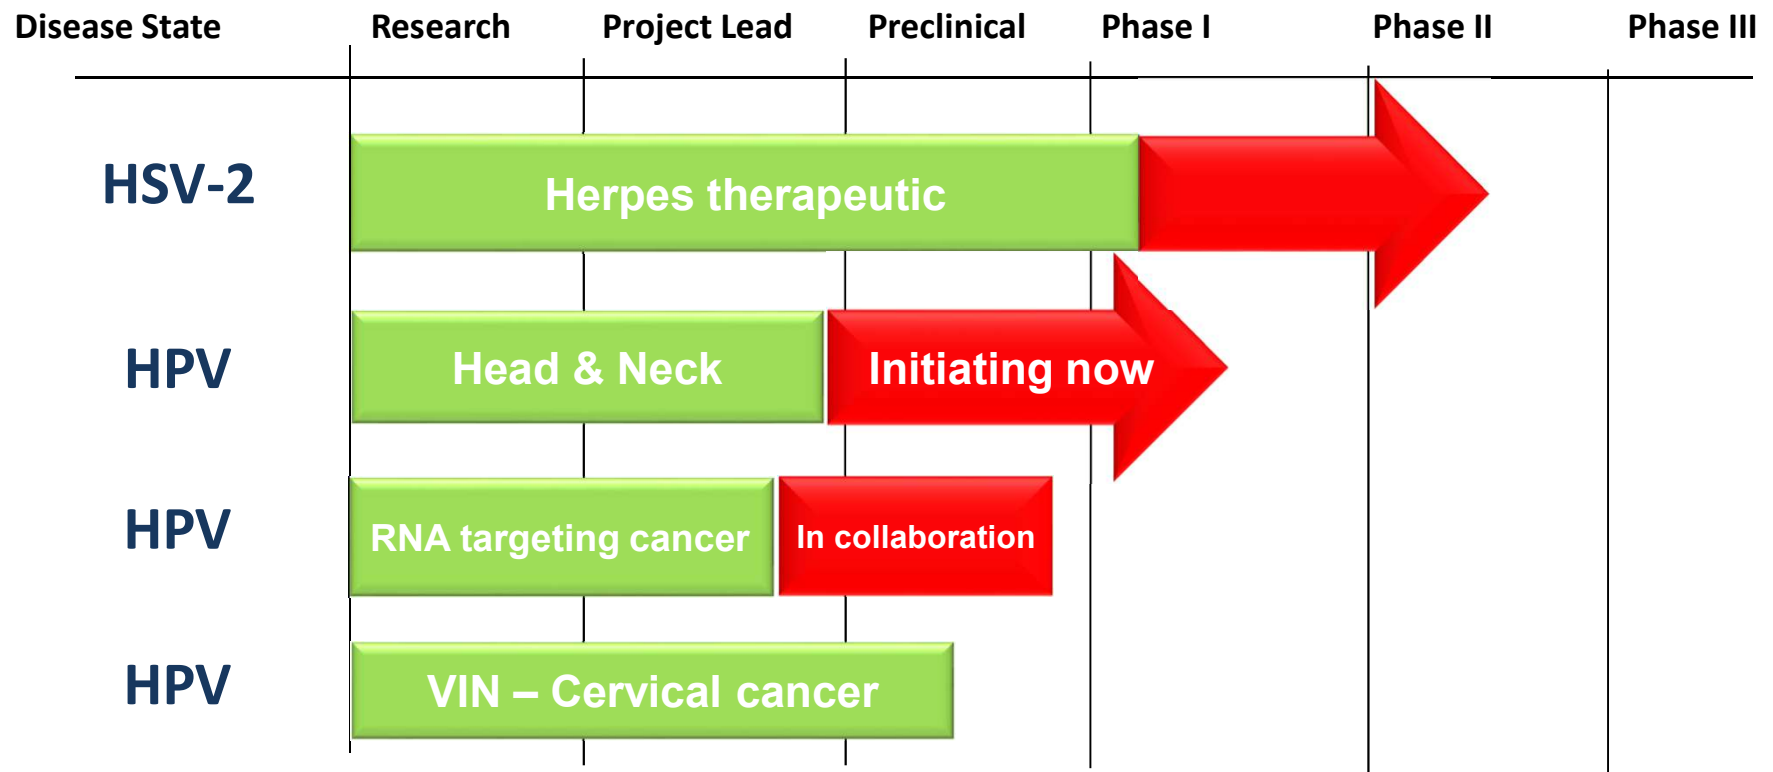 Disease State Research Project Lead Preclinical Phase I Phase II Phase III
HSV-2 Herpes therapeutic
HPV Head & Neck Initiating now
HPV RNA targeting cancer In collaboration
HPV VIN – Cervical cancer